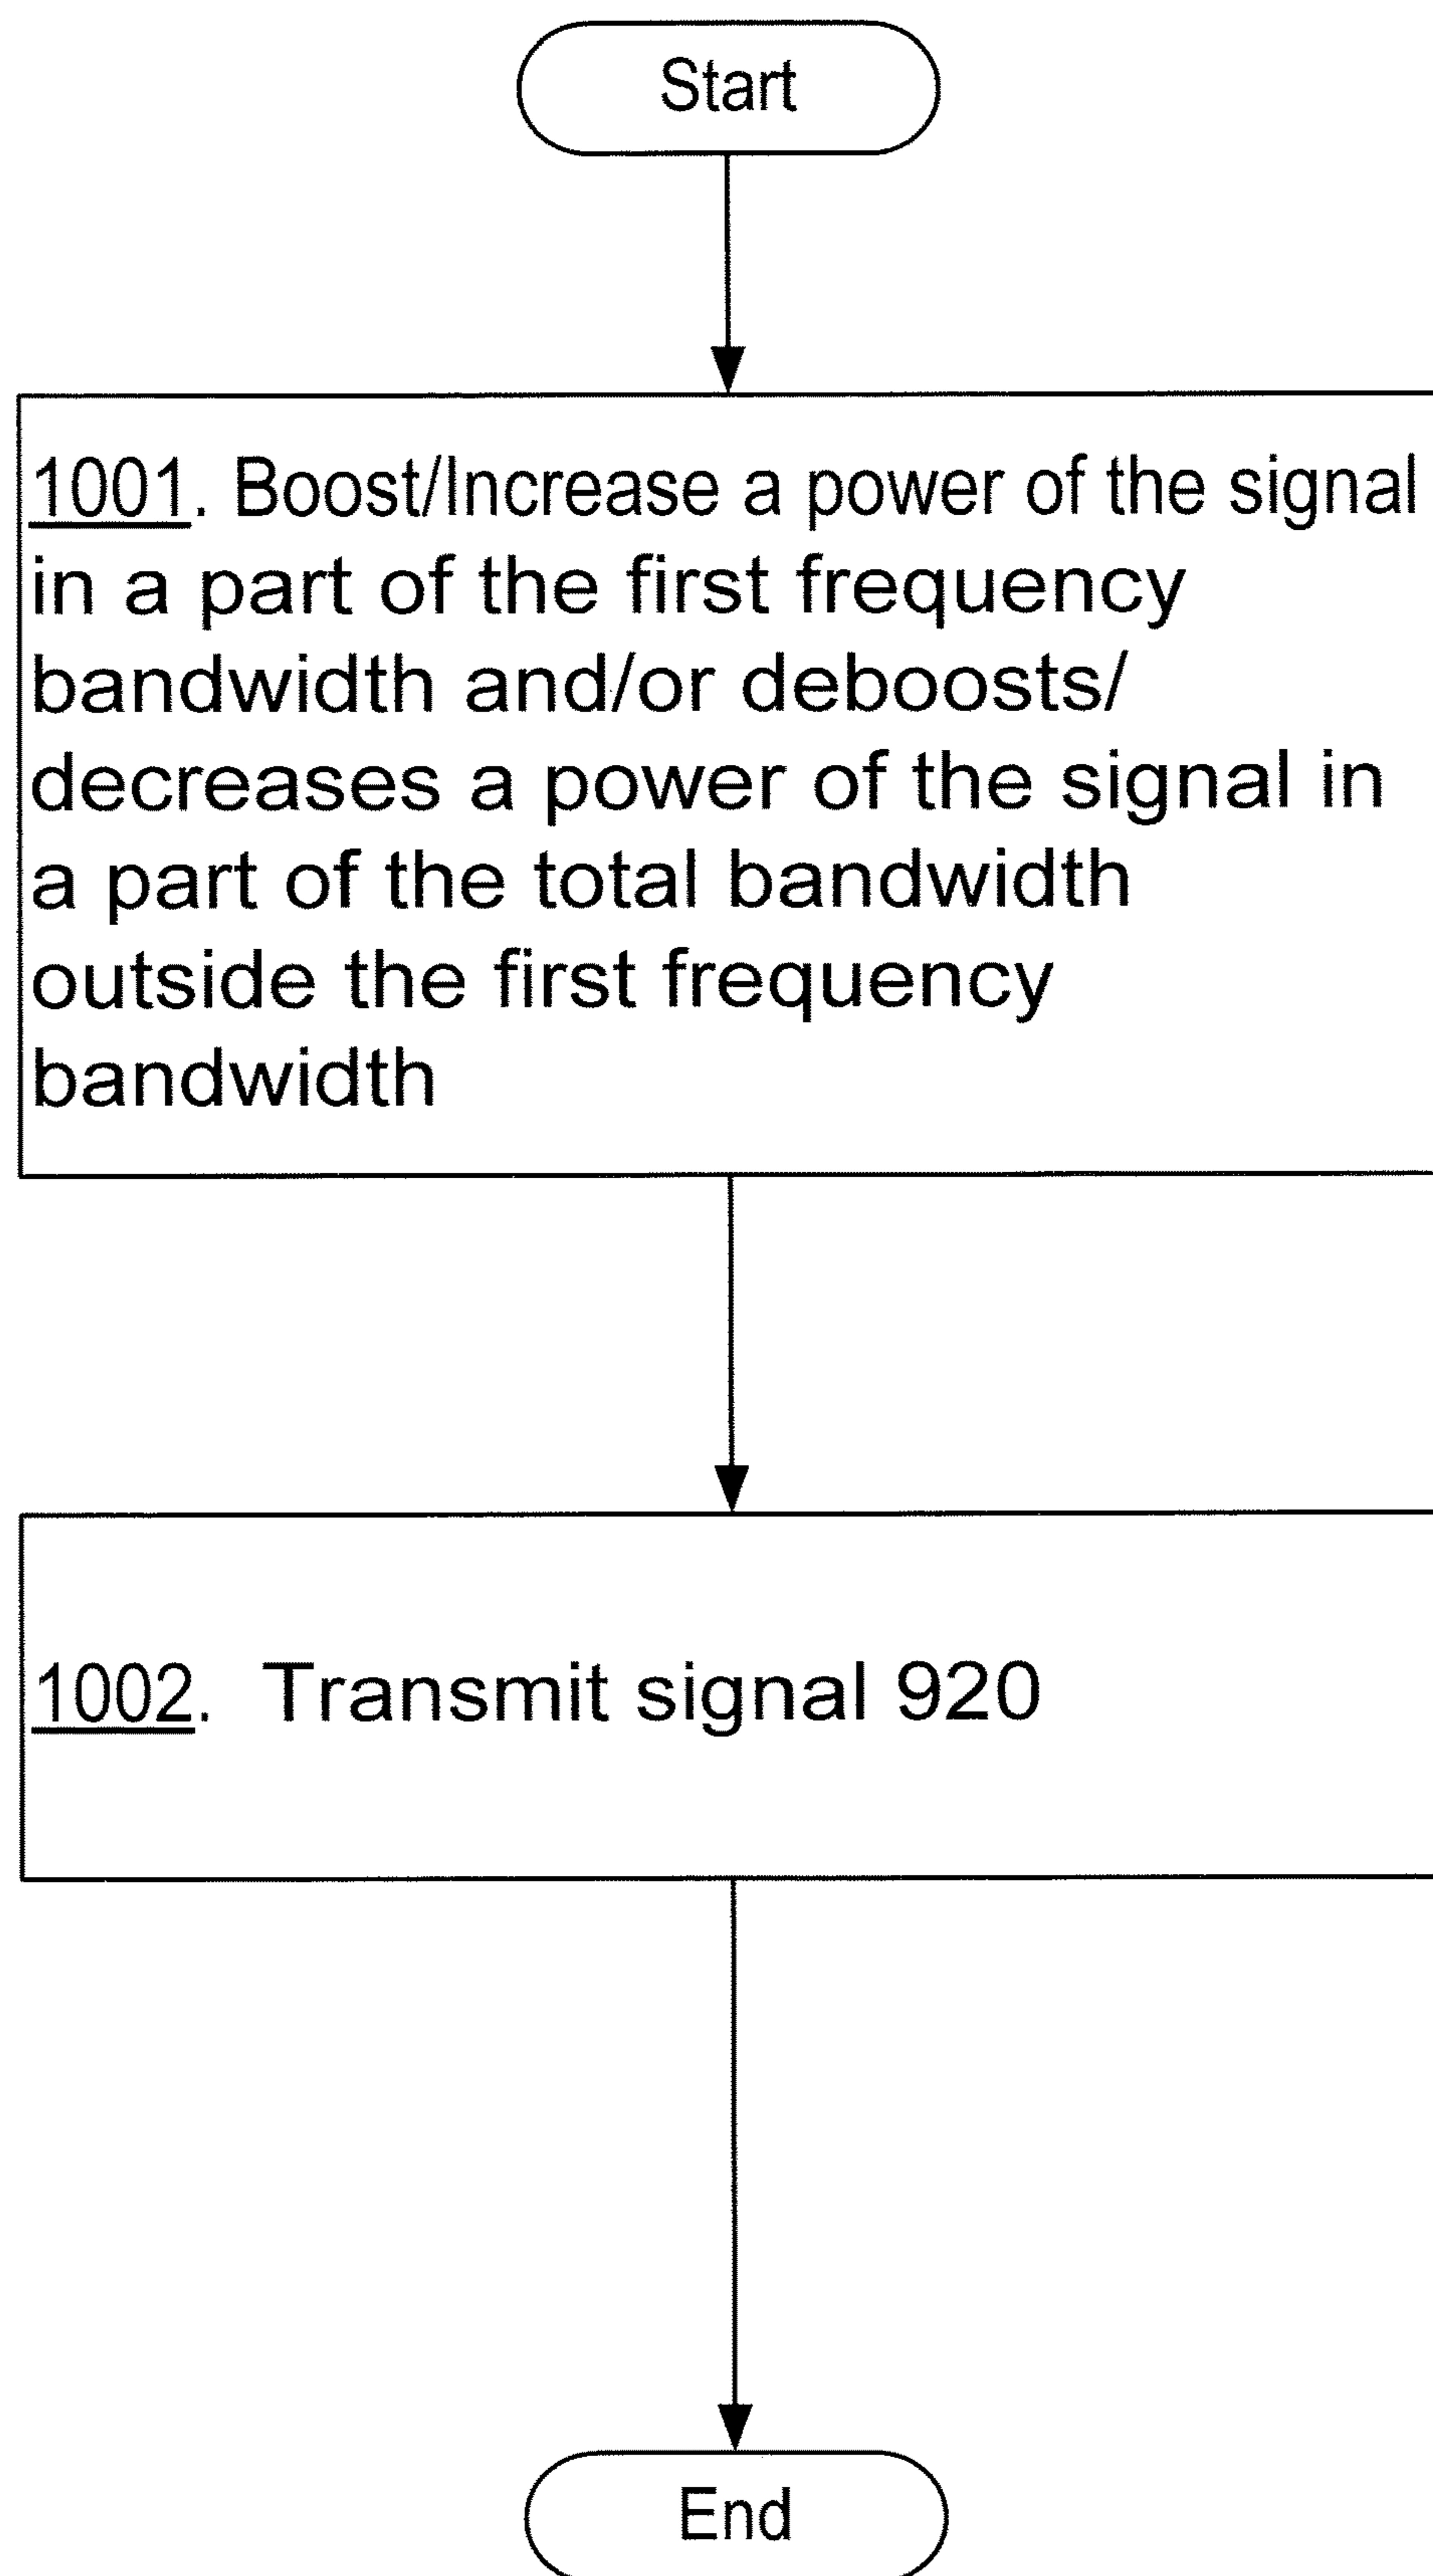 Start
1001. Boost/Increase a power of the signal
in a part of the first frequency
bandwidth and/or deboosts/
decreases a power of the signal in
a part of the total bandwidth
outside the first frequency
bandwidth
1002. Transmit signal 920
End